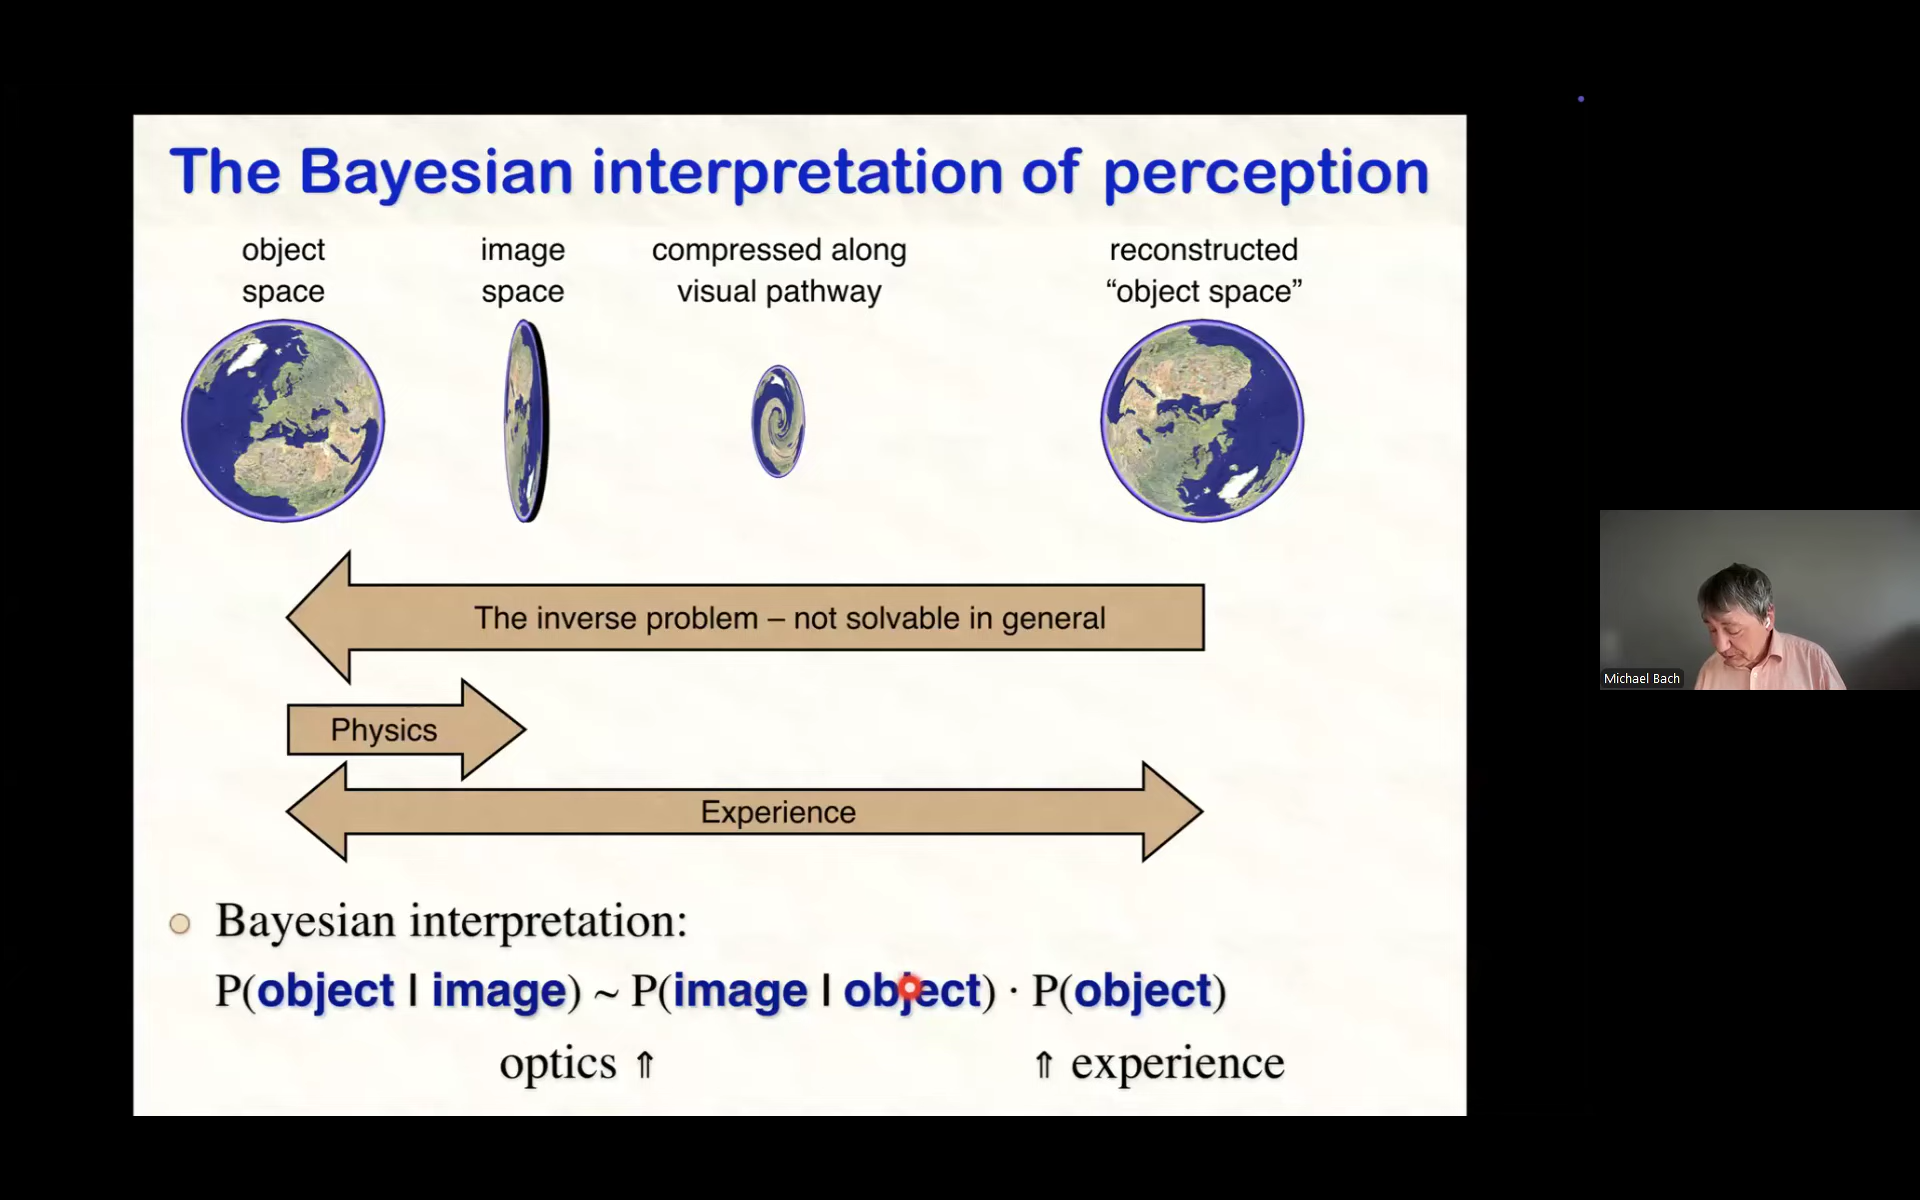 The Bayesian interpretation of perception
object
space
image
space
compressed along
visual pathway
reconstructed
“object space”
The inverse problem – not solvable in general
Physics
Experience
Bayesian interpretation:
P(object | image) ~ P(image | object) · P(object)
optics ⇑
⇑ experience
Michael Bach